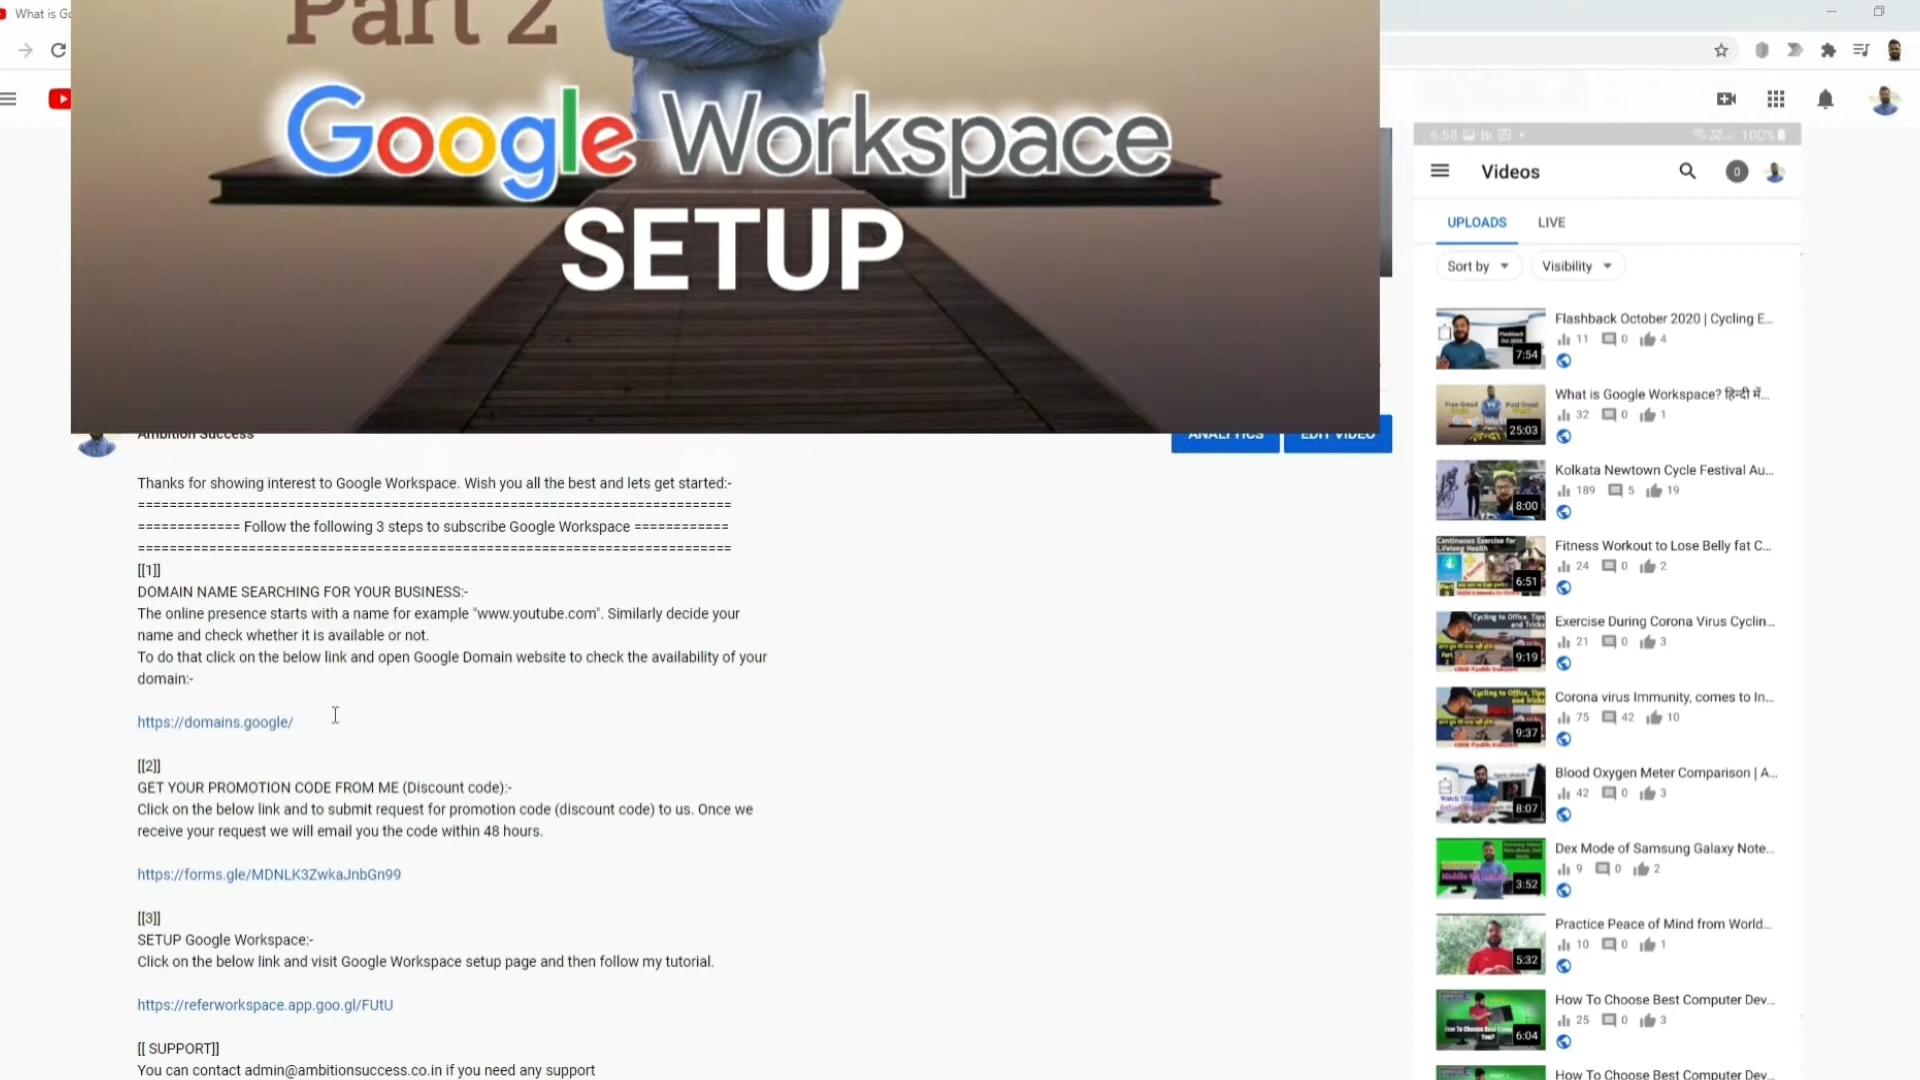 What is Go
Part 2
Google Workspace
SETUP
Ambition Success
ANALYTICS
EDIT VIDEO
Thanks for showing interest to Google Workspace. Wish you all the best and lets get started:-
===========================================================================
============= Follow the following 3 steps to subscribe Google Workspace ============
===========================================================================
[[1]]
DOMAIN NAME SEARCHING FOR YOUR BUSINESS:-
The online presence starts with a name for example "www.youtube.com". Similarly decide your
name and check whether it is available or not.
To do that click on the below link and open Google Domain website to check the availability of your
domain:-
https://domains.google/
[[2]]
GET YOUR PROMOTION CODE FROM ME (Discount code):-
Click on the below link and to submit request for promotion code (discount code) to us. Once we
receive your request we will email you the code within 48 hours.
https://forms.gle/MDNLK3ZwkaJnbGn99
[[3]]
SETUP Google Workspace:-
Click on the below link and visit Google Workspace setup page and then follow my tutorial.
https://referworkspace.app.goo.gl/FUtU
[[ SUPPORT]]
You can contact admin@ambitionsuccess.co.in if you need any support
6:58
100%
Videos
0
UPLOADS LIVE
Sort by Visibility
Flashback October 2020 | Cycling E...
11 0 4
7:54
What is Google Workspace? हिन्दी में...
32 0 1
25:03
Kolkata Newtown Cycle Festival Au...
189 5 19
8:00
Fitness Workout to Lose Belly fat C...
24 0 2
6:51
Exercise During Corona Virus Cyclin...
21 0 3
9:19
Corona virus Immunity, comes to In...
75 42 10
9:37
Blood Oxygen Meter Comparison | A...
42 0 3
8:07
Dex Mode of Samsung Galaxy Note...
9 0 2
3:52
Practice Peace of Mind from World...
10 0 1
5:32
How To Choose Best Computer Dev...
25 0 3
6:04
How To Choose Best Computer Dev...